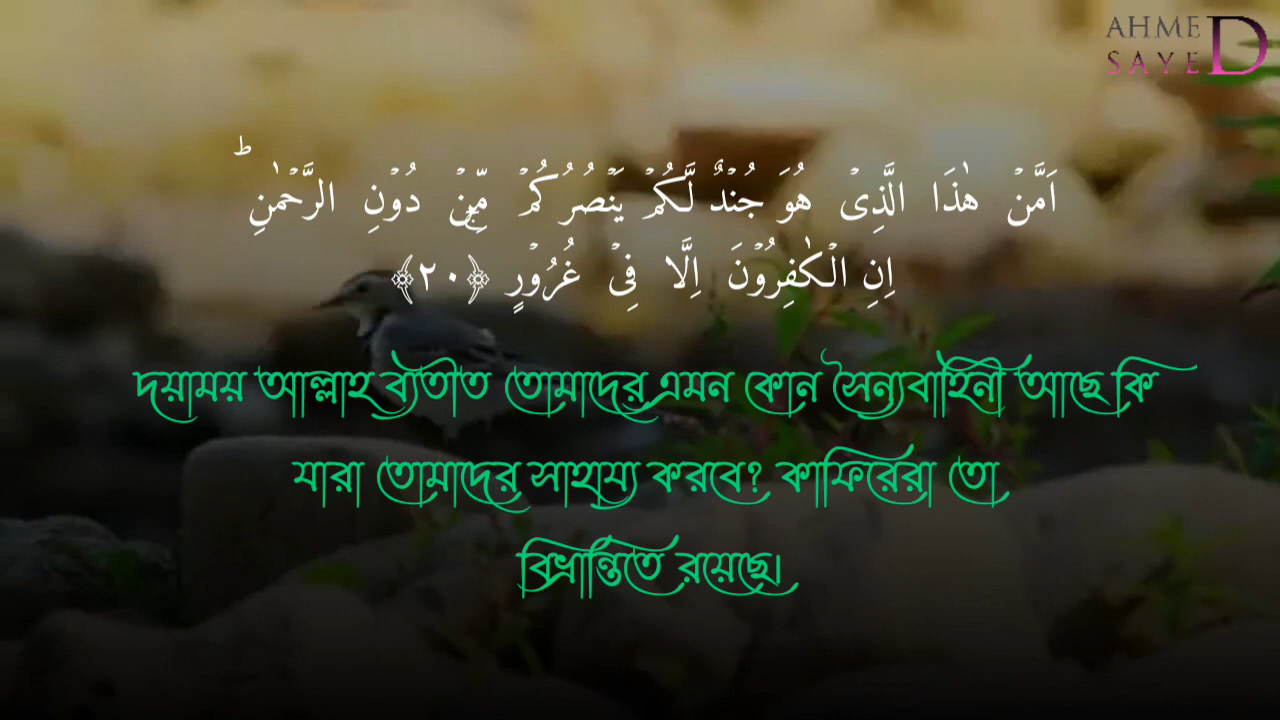 AHMED
SAYED
اَمَّنۡ هٰذَا الَّذِىۡ هُوَ جُنۡدٌ لَّكُمۡ يَنۡصُرُكُمۡ مِّنۡ دُوۡنِ الرَّحۡمٰنِؕ
اِنِ الۡكٰفِرُوۡنَ اِلَّا فِىۡ غُرُوۡرٍ ﴿۲۰﴾
দয়াময় আল্লাহ ব্যতীত তোমাদের এমন কোন সৈন্যবাহিনী আছে কি
যারা তোমাদের সাহায্য করবে? কাফিরেরা তো
বিভ্রান্তিতে রয়েছে।